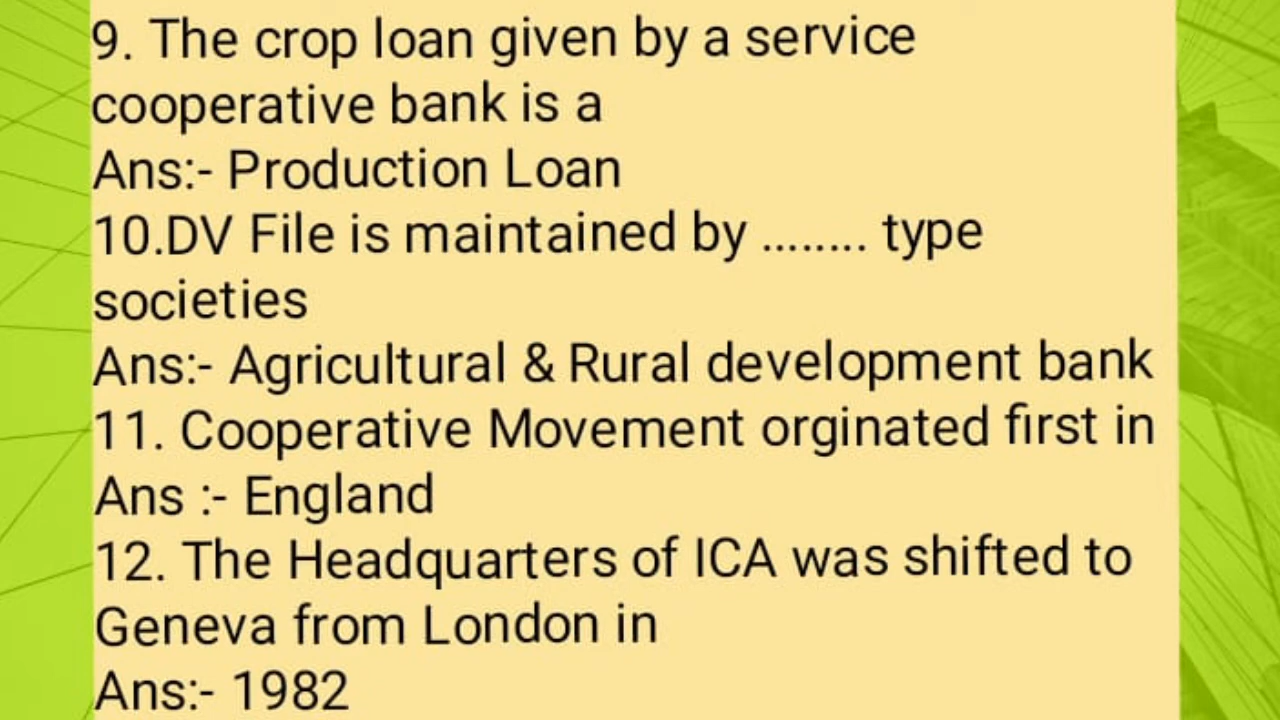 9. The crop loan given by a service
cooperative bank is a
Ans:- Production Loan
10.DV File is maintained by ........ type
societies
Ans:- Agricultural & Rural development bank
11. Cooperative Movement orginated first in
Ans :- England
12. The Headquarters of ICA was shifted to
Geneva from London in
Ans:- 1982